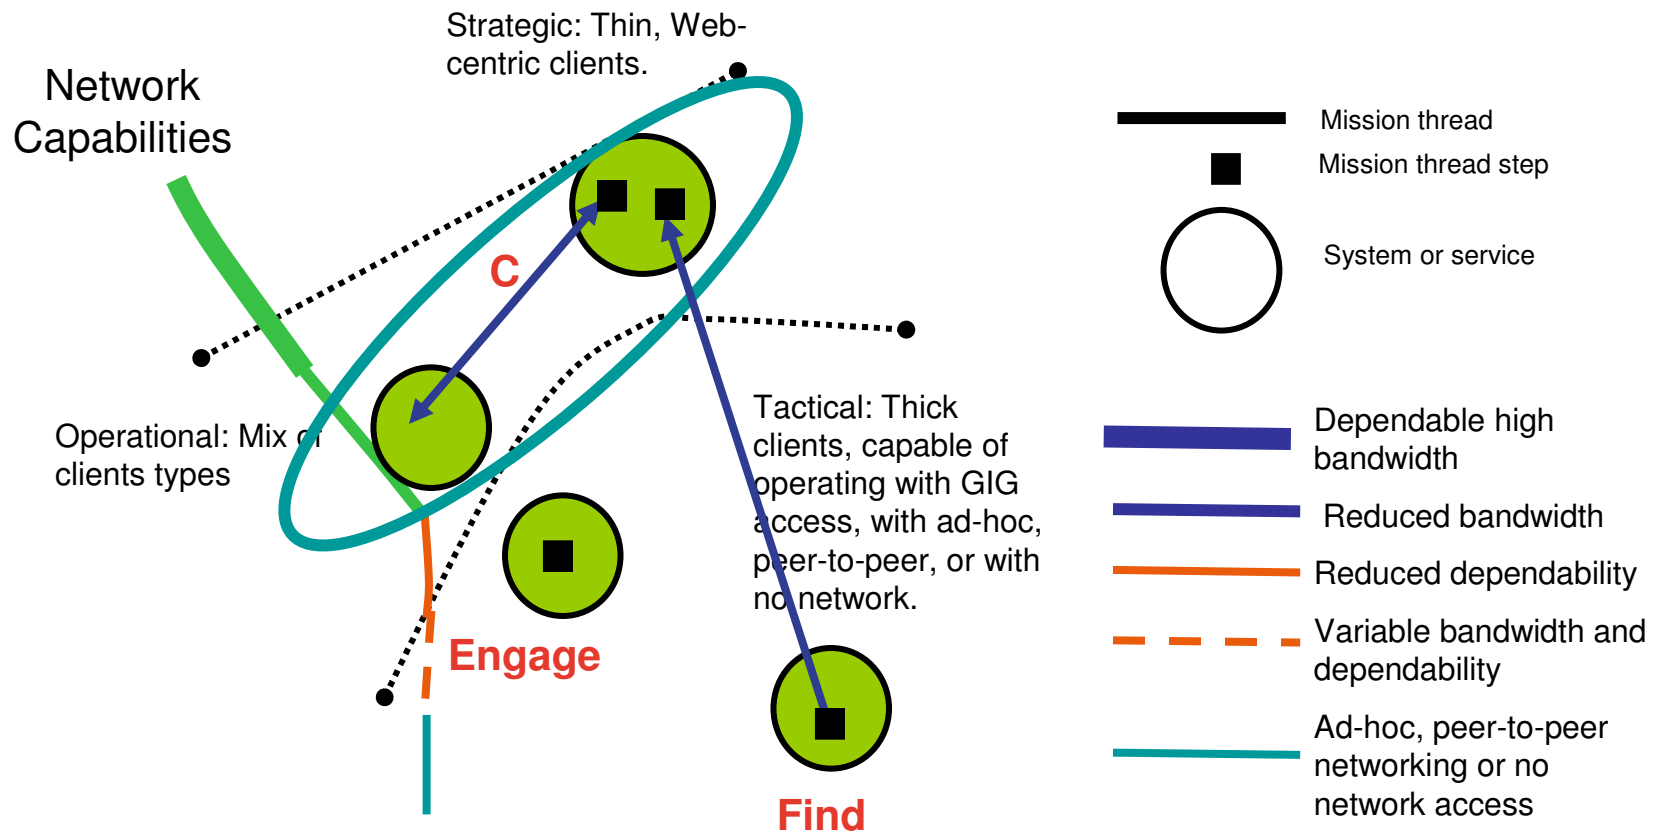 Strategic: Thin, Web-
centric clients.
Network
Capabilities
C
Operational: Mix of
clients types
Tactical: Thick
clients, capable of
operating with GIG
access, with ad-hoc,
peer-to-peer, or with
no network.
Engage
Find
Mission thread
Mission thread step
System or service
Dependable high
bandwidth
Reduced bandwidth
Reduced dependability
Variable bandwidth and
dependability
Ad-hoc, peer-to-peer
networking or no
network access